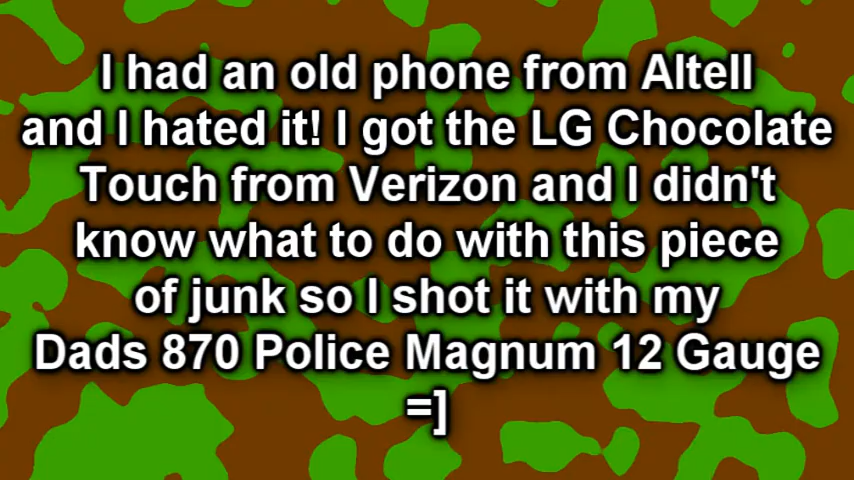 I had an old phone from Altell
and I hated it! I got the LG Chocolate
Touch from Verizon and I didn't
know what to do with this piece
of junk so I shot it with my
Dads 870 Police Magnum 12 Gauge
=]